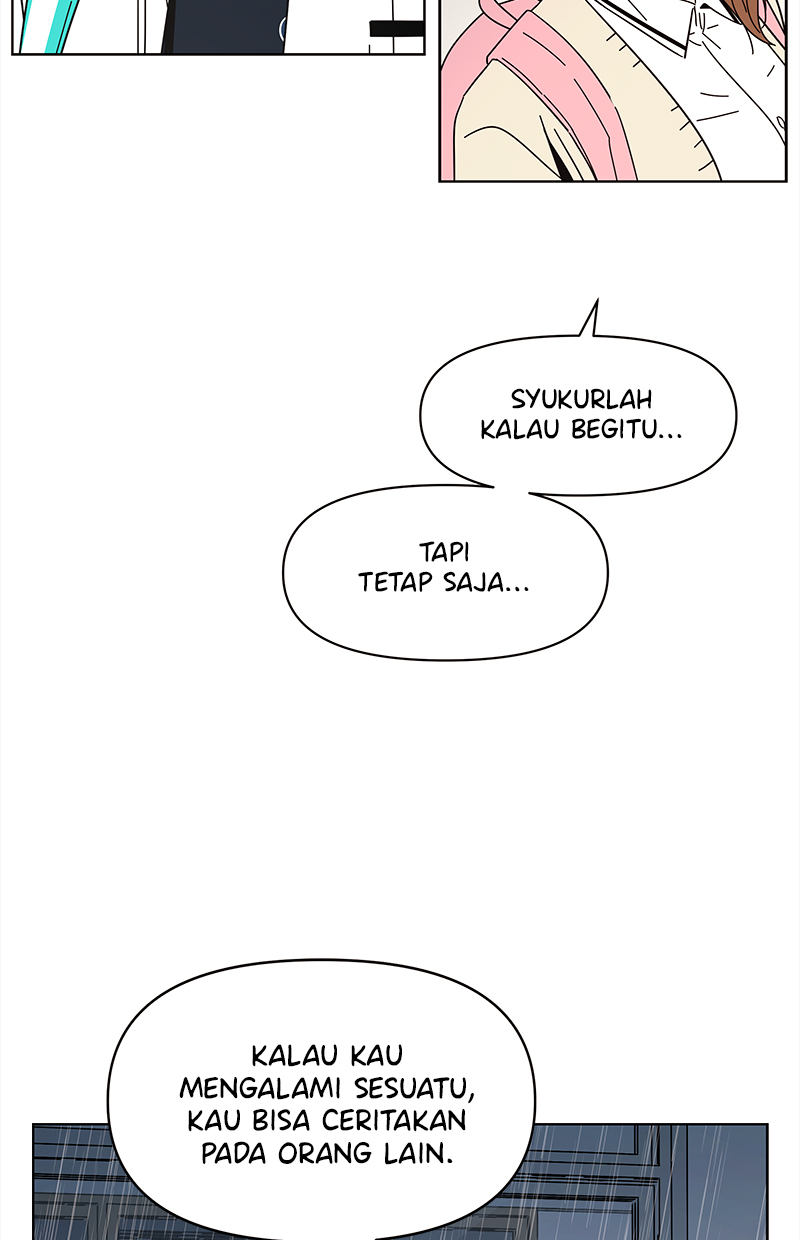 SYUKURLAH
KALAU BEGITU...
TAPI
TETAP SAJA...
KALAU KAU
MENGALAMI SESUATU,
KAU BISA CERITAKAN
PADA ORANG LAIN.